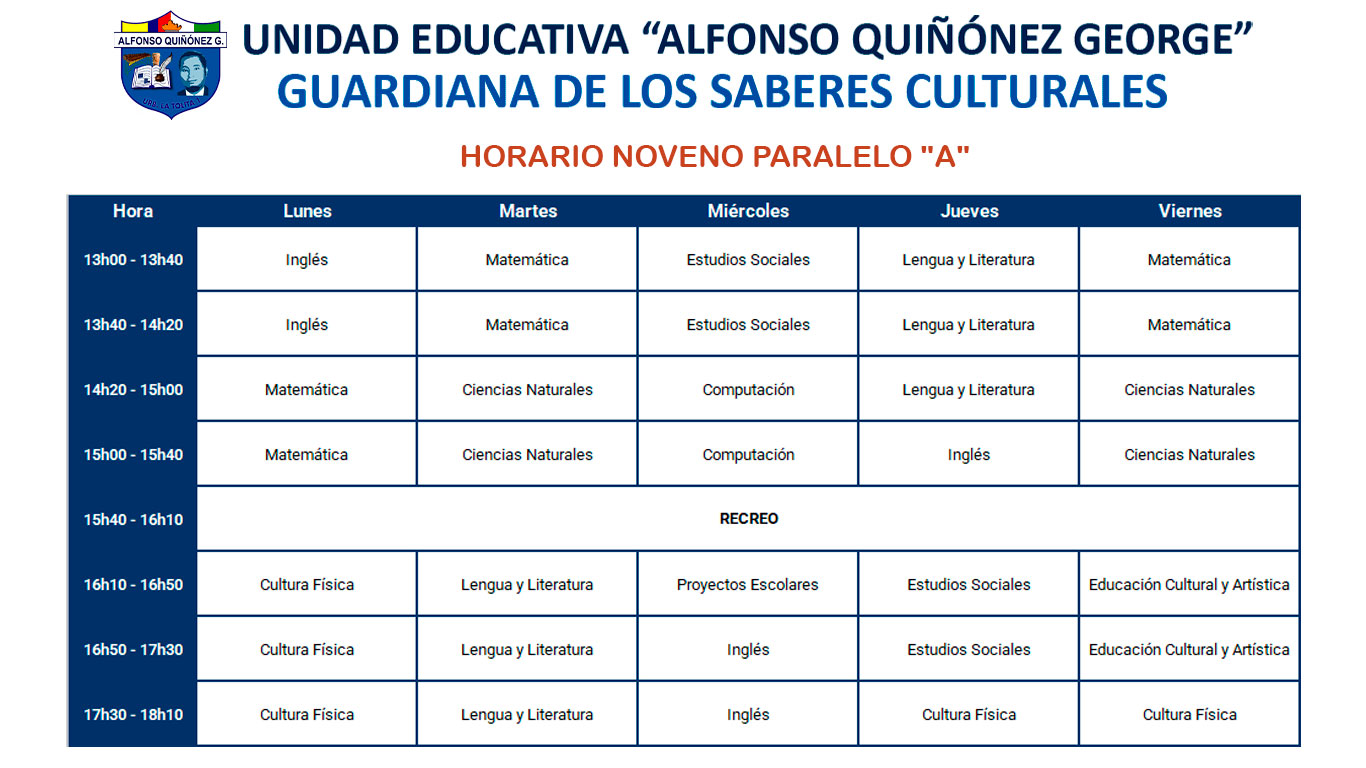 ALFONSO QUIÑÓNEZ G.
UNIDAD EDUCATIVA “ALFONSO QUIÑÓNEZ GEORGE”
GUARDIANA DE LOS SABERES CULTURALES
URB. LA TOLITA 1
HORARIO NOVENO PARALELO "A"
Hora Lunes Martes Miércoles Jueves Viernes
13h00 - 13h40 Inglés Matemática Estudios Sociales Lengua y Literatura Matemática
13h40 - 14h20 Inglés Matemática Estudios Sociales Lengua y Literatura Matemática
14h20 - 15h00 Matemática Ciencias Naturales Computación Lengua y Literatura Ciencias Naturales
15h00 - 15h40 Matemática Ciencias Naturales Computación Inglés Ciencias Naturales
15h40 - 16h10 RECREO
16h10 - 16h50 Cultura Física Lengua y Literatura Proyectos Escolares Estudios Sociales Educación Cultural y Artística
16h50 - 17h30 Cultura Física Lengua y Literatura Inglés Estudios Sociales Educación Cultural y Artística
17h30 - 18h10 Cultura Física Lengua y Literatura Inglés Cultura Física Cultura Física